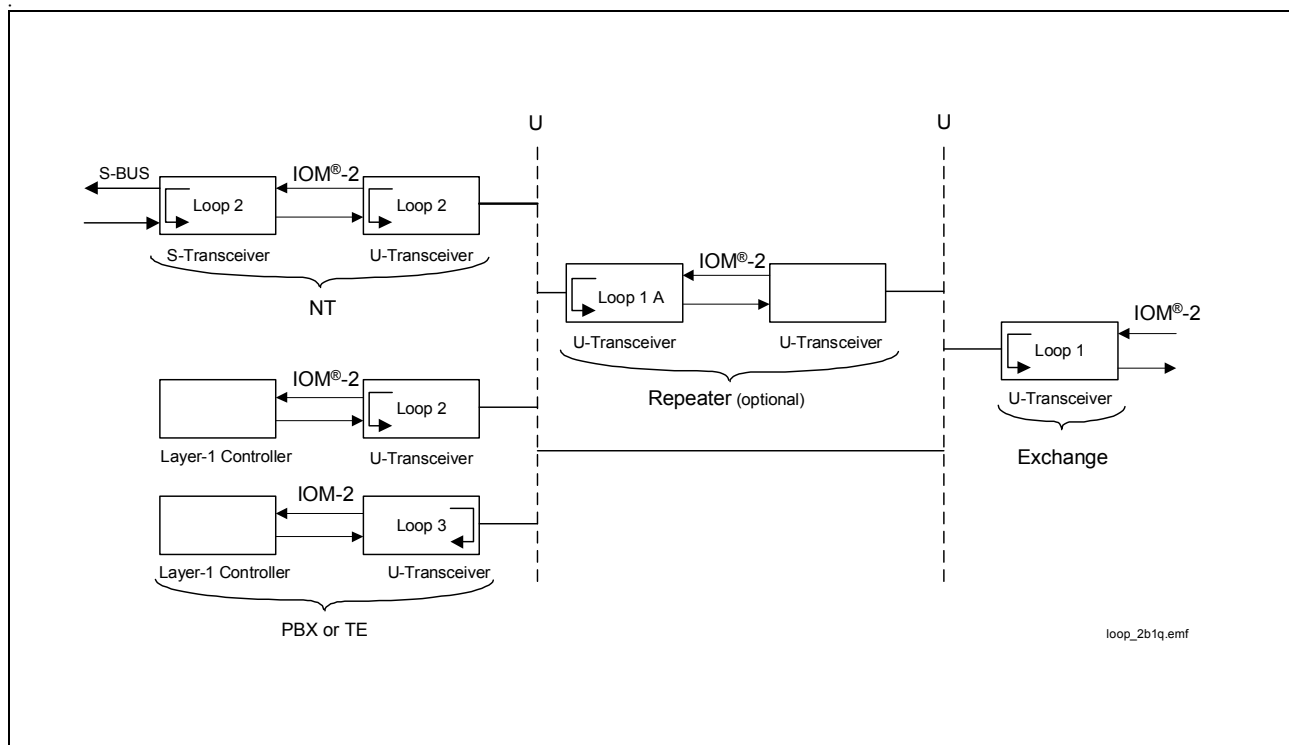 U
U
S-BUS
IOM®-2
Loop 2
Loop 2
S-Transceiver
U-Transceiver
NT
IOM®-2
Loop 1 A
U-Transceiver
U-Transceiver
Repeater (optional)
IOM®-2
Loop 1
U-Transceiver
Exchange
IOM®-2
Loop 2
Layer-1 Controller
U-Transceiver
IOM-2
Loop 3
Layer-1 Controller
U-Transceiver
PBX or TE
loop_2b1q.emf